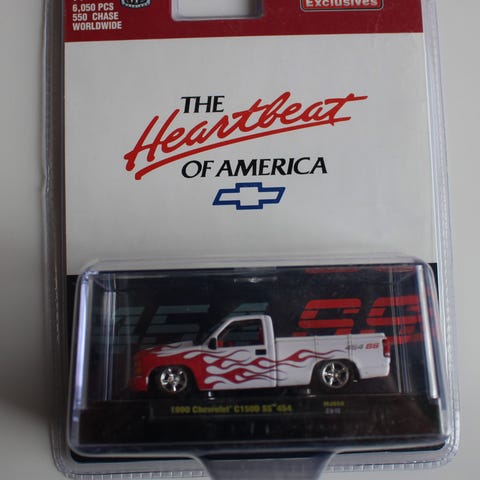 6,050 PCS
550 CHASE
WORLDWIDE
Exclusives
THE
Heartbeat
OF AMERICA
454 SS
454 SS
1990 Chevrolet C1500 SS™ 454